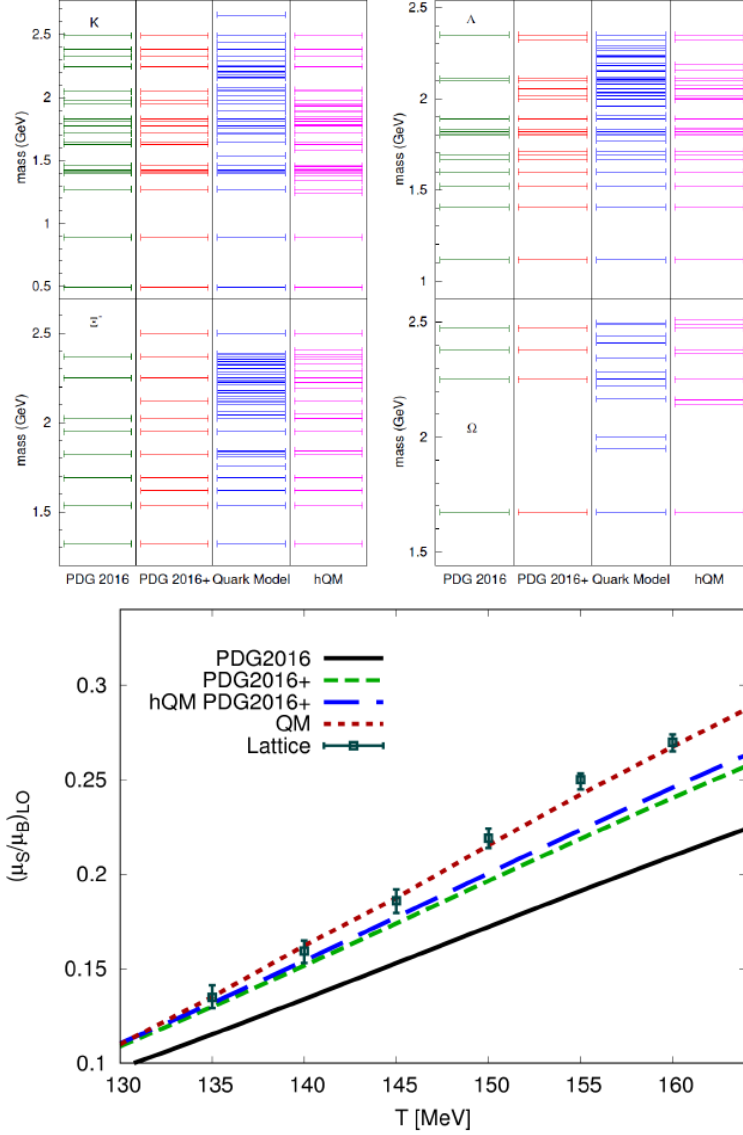 K
mass (GeV)
2.5
2
1.5
1
0.5
Ξ
mass (GeV)
2.5
2
1.5
PDG 2016 PDG 2016+ Quark Model hQM
Λ
mass (GeV)
2.5
2
1.5
1
Ω
mass (GeV)
2.5
2
1.5
PDG 2016 PDG 2016+ Quark Model hQM
PDG2016
PDG2016+
hQM PDG2016+
QM
Lattice
(μS/μB)LO
0.3
0.25
0.2
0.15
0.1
130 135 140 145 150 155 160
T [MeV]